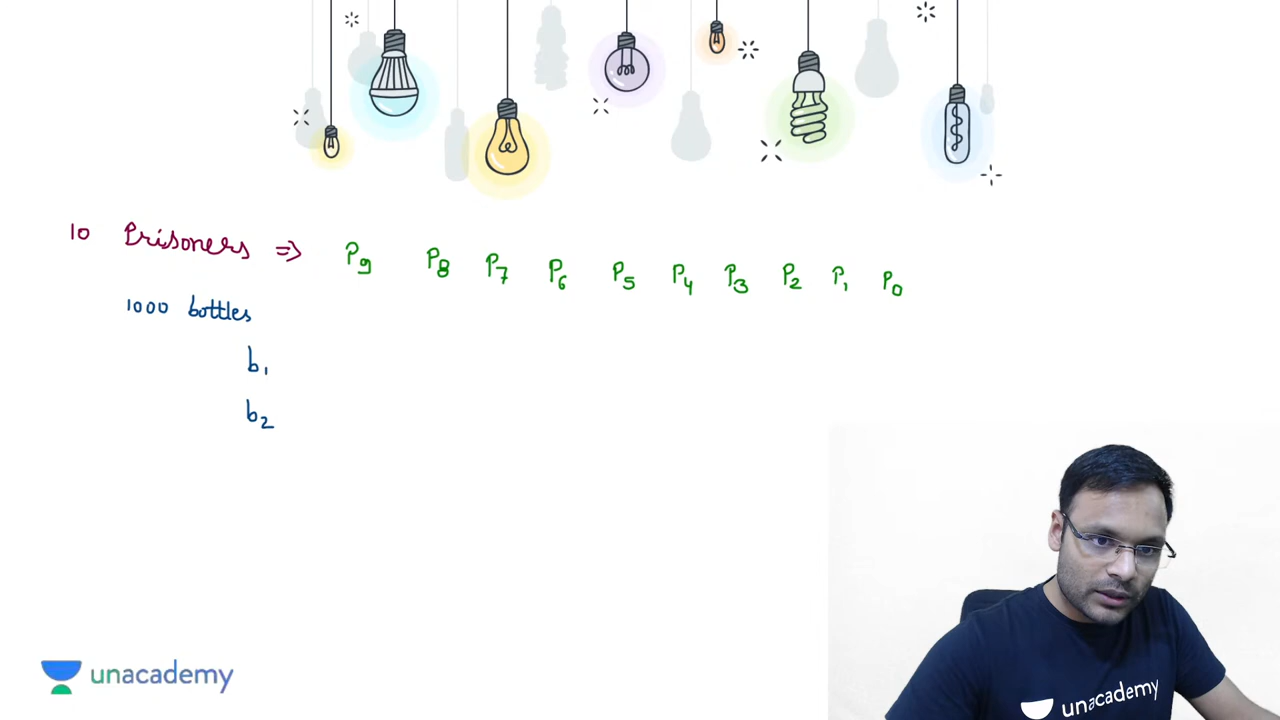 10 Prisoners => P9 P8 P7 P6 P5 P4 P3 P2 P1 P0
1000 bottles
b1
b2
unacademy
unacademy